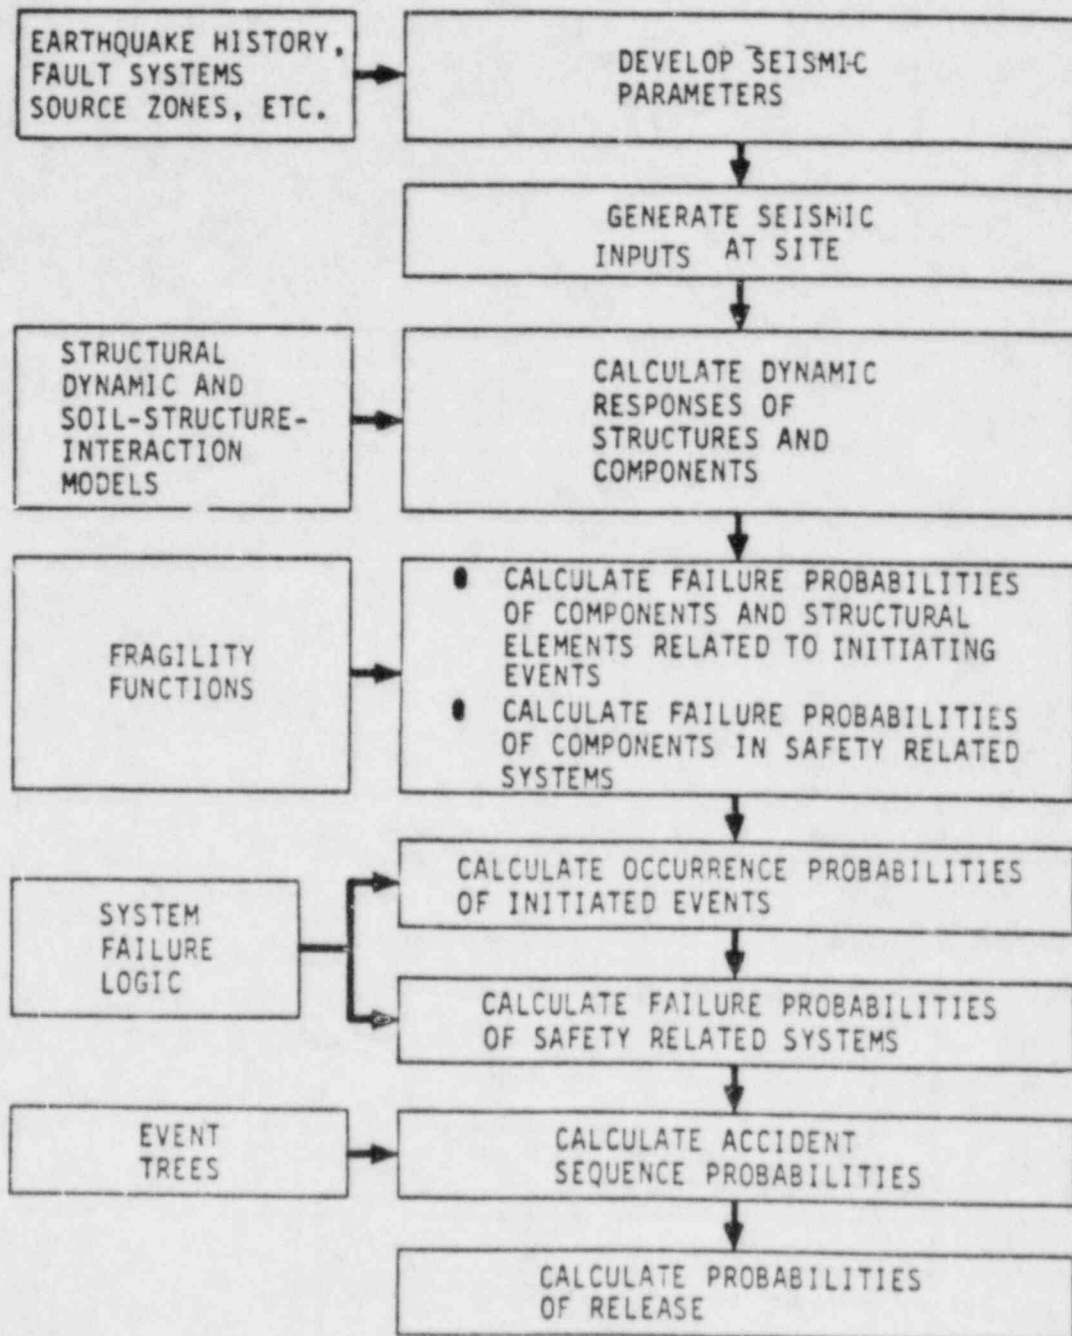 EARTHQUAKE HISTORY,
FAULT SYSTEMS
SOURCE ZONES, ETC.
DEVELOP SEISMIC
PARAMETERS
GENERATE SEISMIC
INPUTS AT SITE
STRUCTURAL
DYNAMIC AND
SOIL-STRUCTURE-
INTERACTION
MODELS
CALCULATE DYNAMIC
RESPONSES OF
STRUCTURES AND
COMPONENTS
FRAGILITY
FUNCTIONS
• CALCULATE FAILURE PROBABILITIES
OF COMPONENTS AND STRUCTURAL
ELEMENTS RELATED TO INITIATING
EVENTS
• CALCULATE FAILURE PROBABILITIES
OF COMPONENTS IN SAFETY RELATED
SYSTEMS
SYSTEM
FAILURE
LOGIC
CALCULATE OCCURRENCE PROBABILITIES
OF INITIATED EVENTS
CALCULATE FAILURE PROBABILITIES
OF SAFETY RELATED SYSTEMS
EVENT
TREES
CALCULATE ACCIDENT
SEQUENCE PROBABILITIES
CALCULATE PROBABILITIES
OF RELEASE